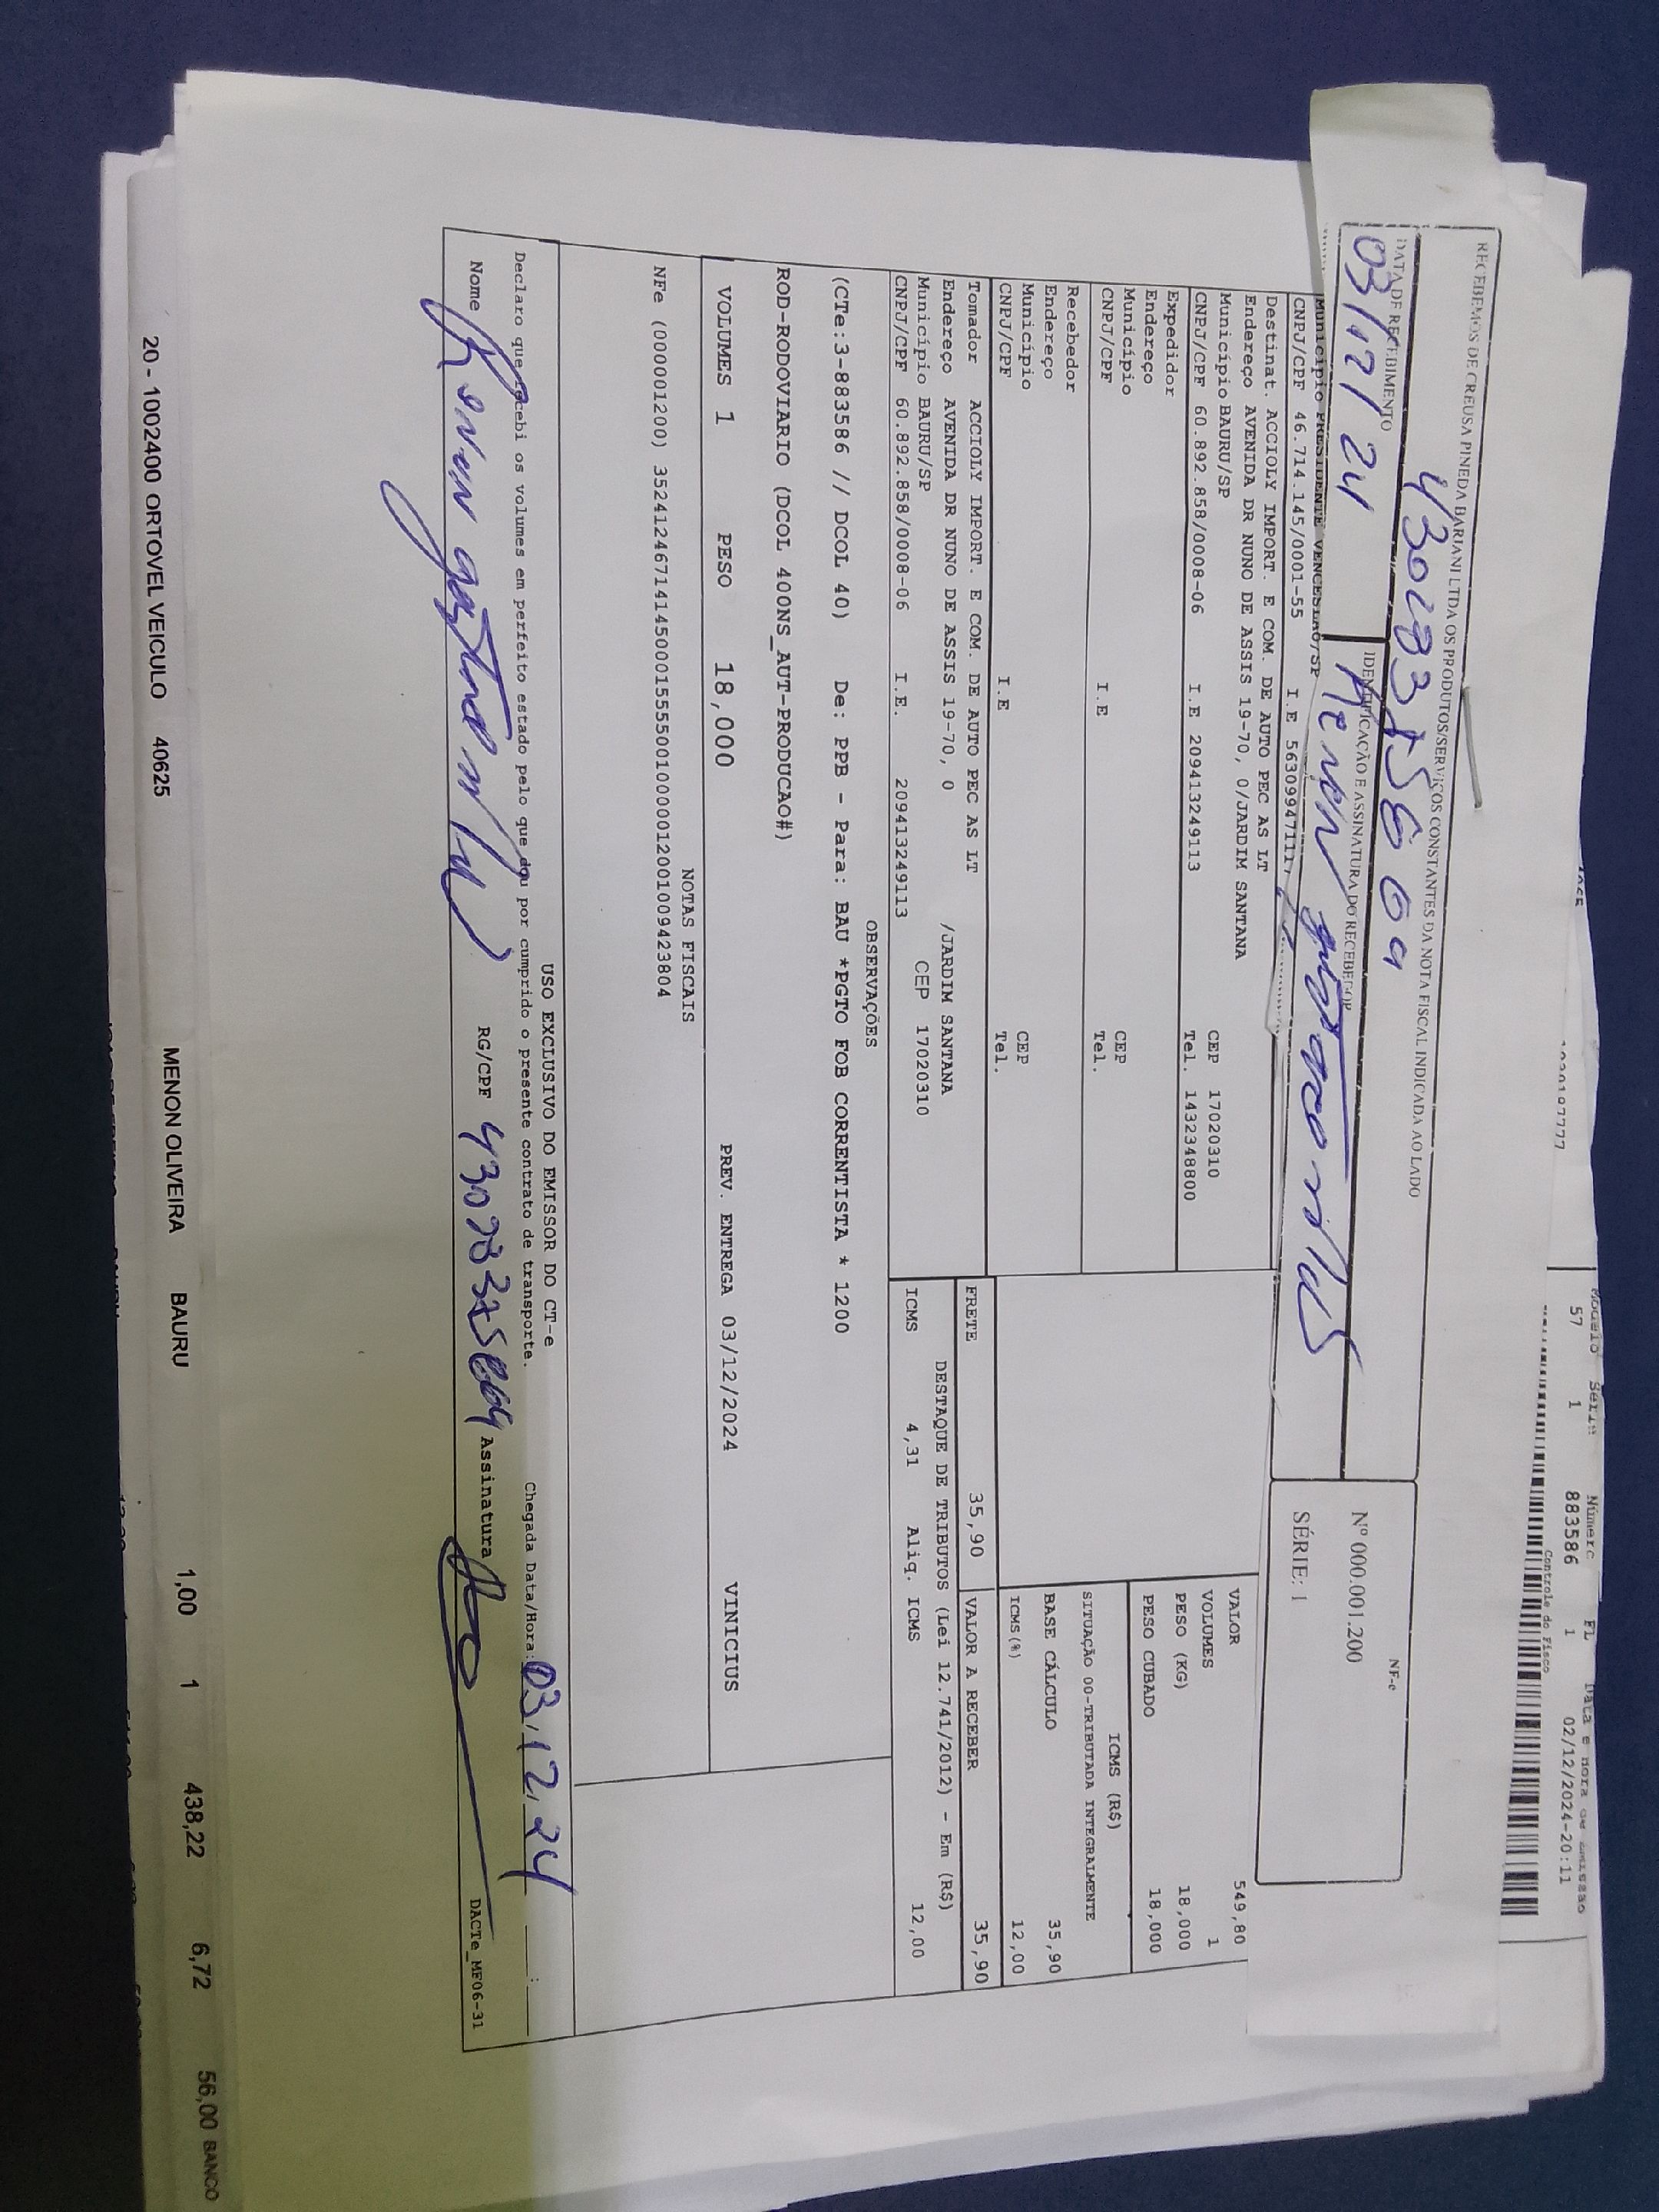 1020197777
Modelo Série Número FL Data e hora de emissão
57 1 883586 1 02/12/2024-20:11
Controle do Fisco
RECEBEMOS DE CREUSA PINEDA BARIANI LTDA OS PRODUTOS/SERVIÇOS CONSTANTES DA NOTA FISCAL INDICADA AO LADO
NF-e
Nº 000.001.200
SÉRIE: 1
DATA DE RECEBIMENTO
03/12/24
IDENTIFICAÇÃO E ASSINATURA DO RECEBEDOR
Município PRESIDENTE VENCESLAO/SP
CNPJ/CPF 46.714.145/0001-55 I.E 563099471117
Destinat. ACCIOLY IMPORT. E COM. DE AUTO PEC AS LT
Endereço AVENIDA DR NUNO DE ASSIS 19-70, 0/JARDIM SANTANA
Município BAURU/SP CEP 17020310
CNPJ/CPF 60.892.858/0008-06 I.E 209413249113 Tel. 1432348800
Expedidor
Endereço
Município CEP
CNPJ/CPF I.E Tel.
Recebedor
Endereço
Município CEP
CNPJ/CPF I.E Tel.
Tomador ACCIOLY IMPORT. E COM. DE AUTO PEC AS LT
Endereço AVENIDA DR NUNO DE ASSIS 19-70, 0 /JARDIM SANTANA
Município BAURU/SP CEP 17020310
CNPJ/CPF 60.892.858/0008-06 I.E. 209413249113
VALOR 549,80
VOLUMES 1
PESO (KG) 18,000
PESO CUBADO 18,000
ICMS (R$)
SITUAÇÃO 00-TRIBUTADA INTEGRALMENTE
BASE CÁLCULO 35,90
ICMS(%) 12,00
FRETE 35,90 VALOR A RECEBER 35,90
DESTAQUE DE TRIBUTOS (Lei 12.741/2012) - Em (R$)
ICMS 4,31 Aliq. ICMS 12,00
OBSERVAÇÕES
(CTe:3-883586 // DCOL 40) De: PPB - Para: BAU *PGTO FOB CORRENTISTA * 1200
ROD-RODOVIARIO (DCOL 400NS_AUT-PRODUCAO#)
VOLUMES 1 PESO 18,000 PREV. ENTREGA 03/12/2024 VINICIUS
NOTAS FISCAIS
NFe (000001200) 35241246714145000155550010000012001009423804
USO EXCLUSIVO DO EMISSOR DO CT-e
Declaro que recebi os volumes em perfeito estado pelo que dou por cumprido o presente contrato de transporte. Chegada Data/Hora: 03.12.24 __:__
Nome RG/CPF Assinatura DACTe_MF06-31
20 - 1002400 ORTOVEL VEICULO 40625 MENON OLIVEIRA BAURU 1,00 1 438,22 6,72 56,00 BANCO